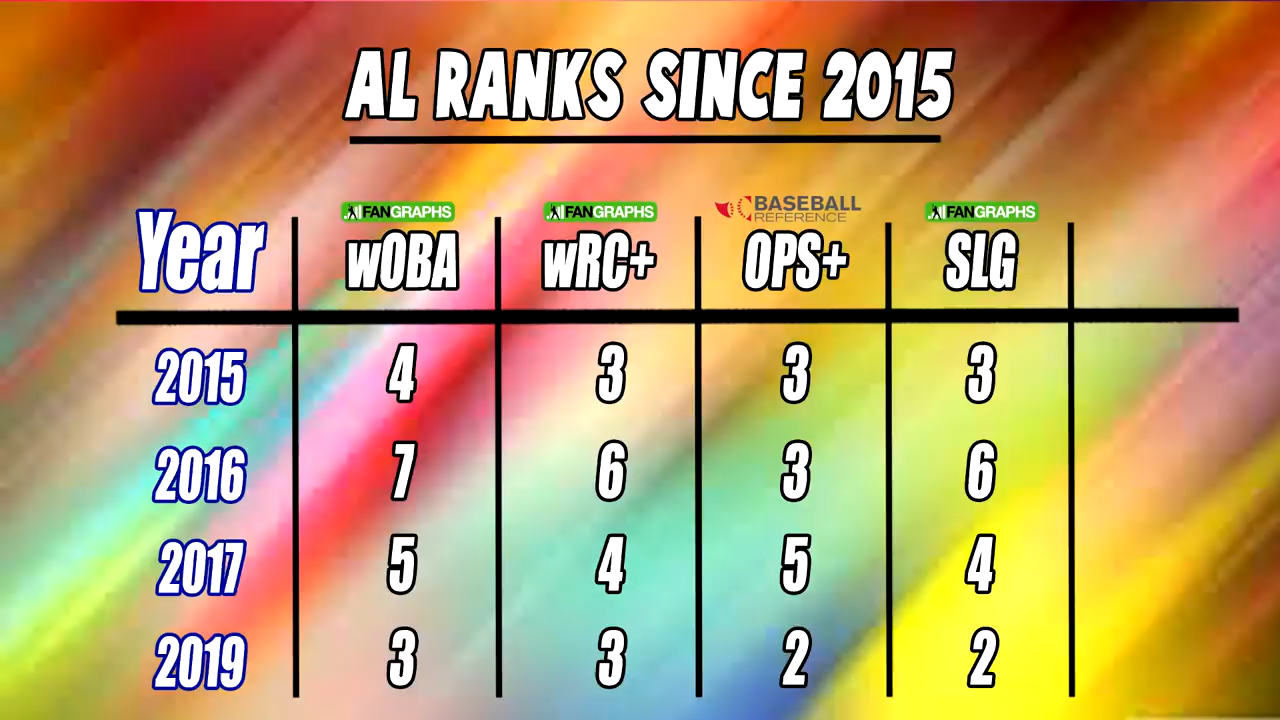 AL RANKS SINCE 2015
FANGRAPHS FANGRAPHS BASEBALL REFERENCE FANGRAPHS
Year wOBA wRC+ OPS+ SLG
2015 4 3 3 3
2016 7 6 3 6
2017 5 4 5 4
2019 3 3 2 2